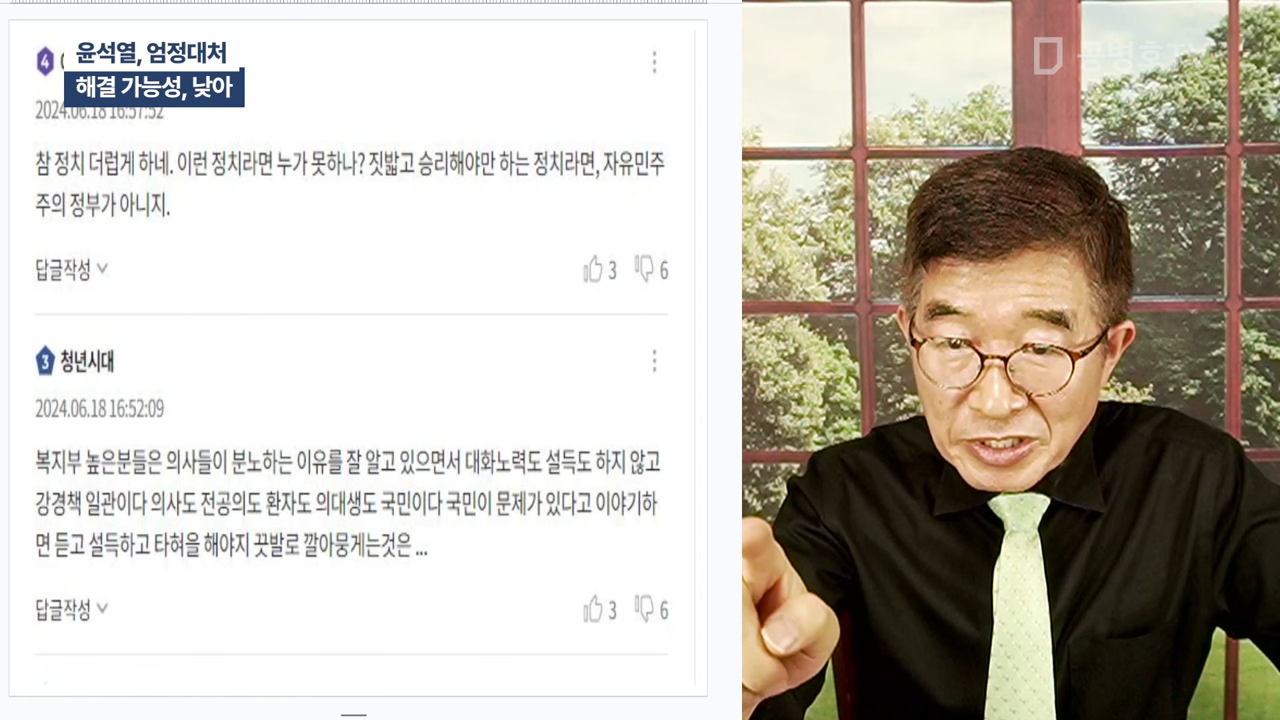 윤석열, 엄정대처
해결 가능성, 낮아
4
2024.06.18 16:57:52
참 정치 더럽게 하네. 이런 정치라면 누가 못하나? 짓밟고 승리해야만 하는 정치라면, 자유민주
주의 정부가 아니지.
답글작성
3 6
3 청년시대
2024.06.18 16:52:09
복지부 높은분들은 의사들이 분노하는 이유를 잘 알고 있으면서 대화노력도 설득도 하지 않고
강경책 일관이다 의사도 전공의도 환자도 의대생도 국민이다 국민이 문제가 있다고 이야기하
면 듣고 설득하고 타혀을 해야지 끗발로 깔아뭉게는것은 ...
답글작성
3 6
공병호TV